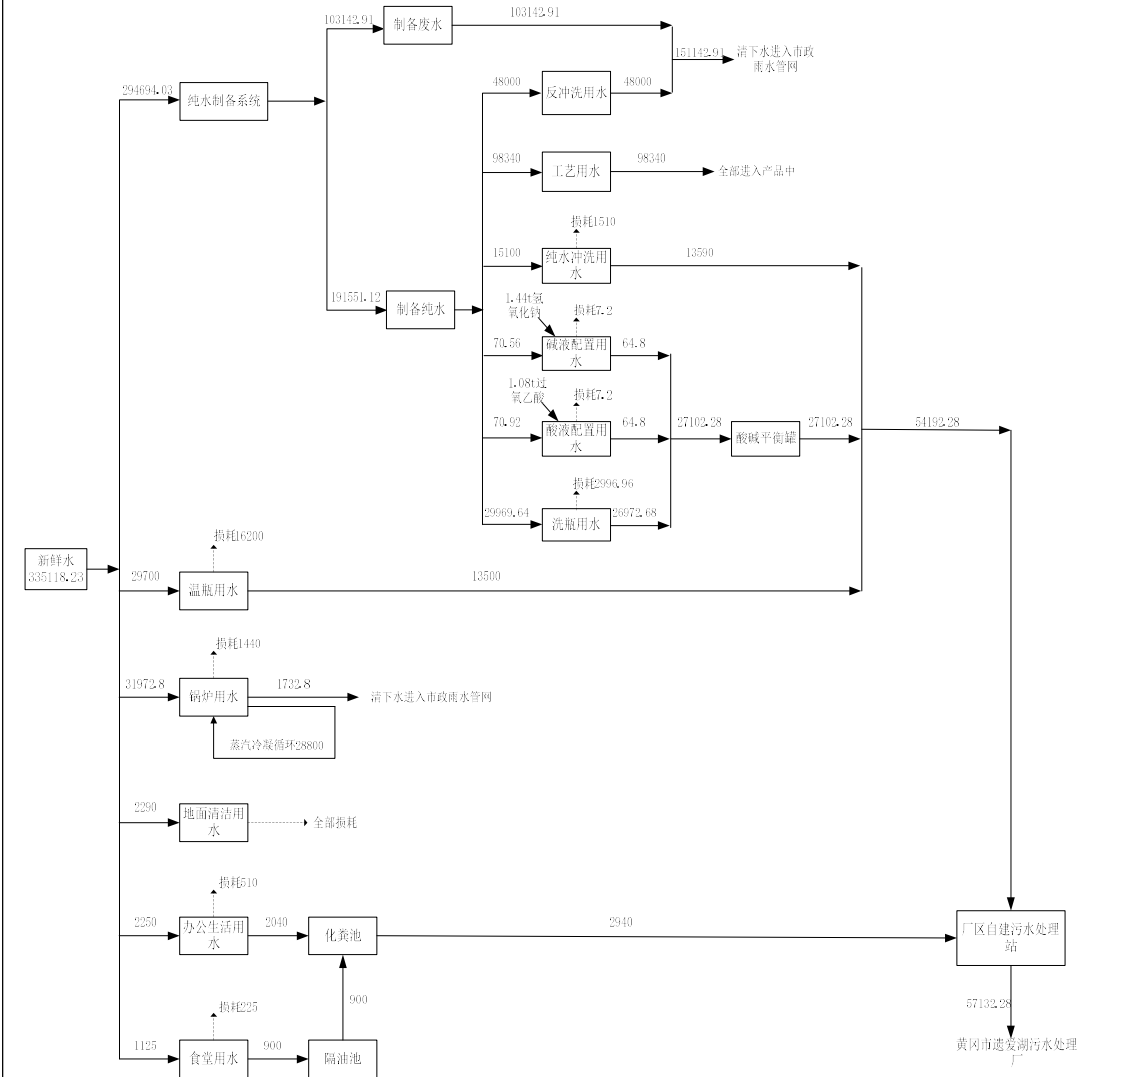 103142.91
制备废水
103142.91
151142.91
清下水进入市政
雨水管网
294694.03
纯水制备系统
48000
反冲洗用水
48000
98340
工艺用水
98340
全部进入产品中
损耗1510
15100
纯水冲洗用
水
13590
191551.12
制备纯水
1.44t氢
氧化钠
损耗7.2
70.56
碱液配置用
水
64.8
1.08t过
氧乙酸
损耗7.2
70.92
酸液配置用
水
64.8
27102.28
酸碱平衡罐
27102.28
54192.28
损耗2996.96
29969.64
洗瓶用水
26972.68
新鲜水
335118.23
损耗16200
29700
温瓶用水
13500
损耗1440
31972.8
锅炉用水
1732.8
清下水进入市政雨水管网
蒸汽冷凝循环28800
2290
地面清洁用
水
全部损耗
损耗510
2250
办公生活用
水
2040
化粪池
2940
厂区自建污水处理
站
900
57132.28
损耗225
1125
食堂用水
900
隔油池
黄冈市遗爱湖污水处理
厂